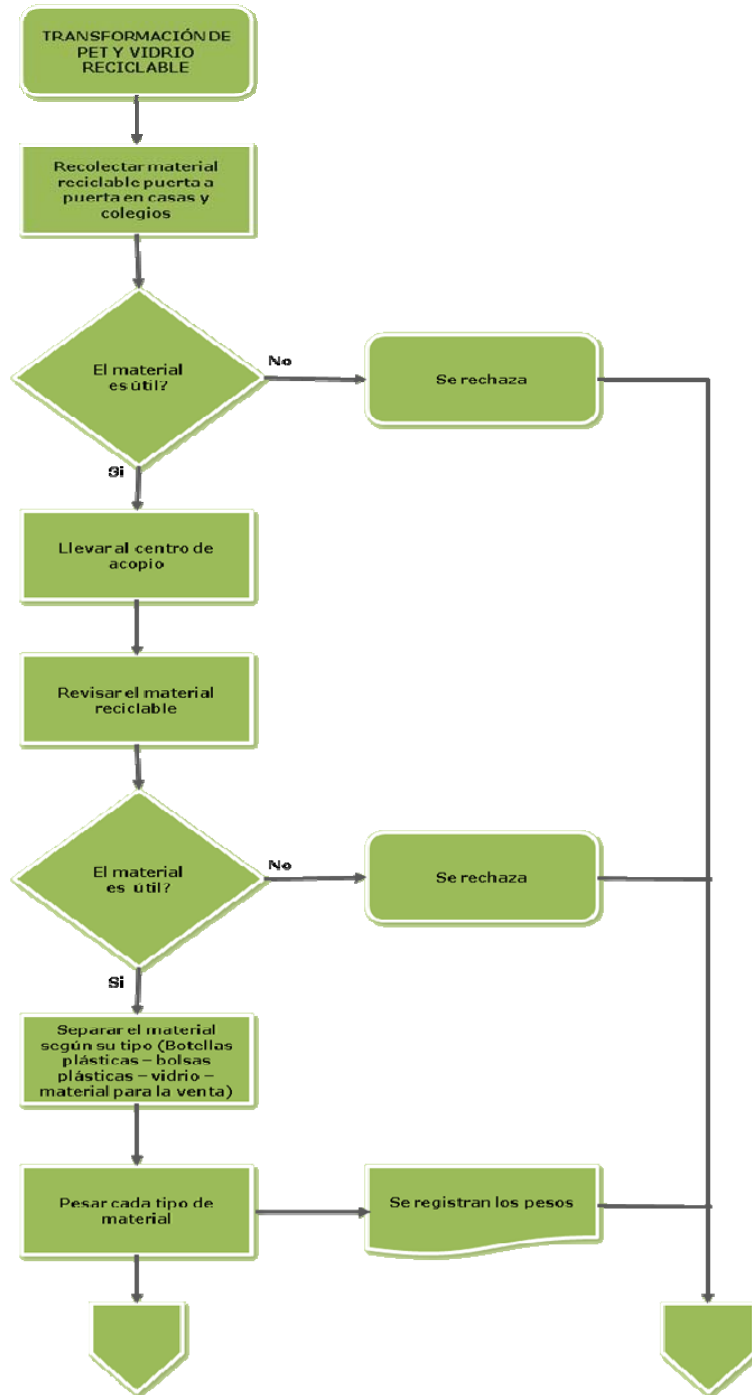 TRANSFORMACIÓN DE
PET Y VIDRIO
RECICLABLE
Recolectar material
reciclable puerta a
puerta en casas y
colegios
El material
es útil?
No
Se rechaza
Si
Llevar al centro de
acopio
Revisar el material
reciclable
El material
es útil?
No
Se rechaza
Si
Separar el material
según su tipo (Botellas
plásticas – bolsas
plásticas – vidrio –
material para la venta)
Pesar cada tipo de
material
Se registran los pesos